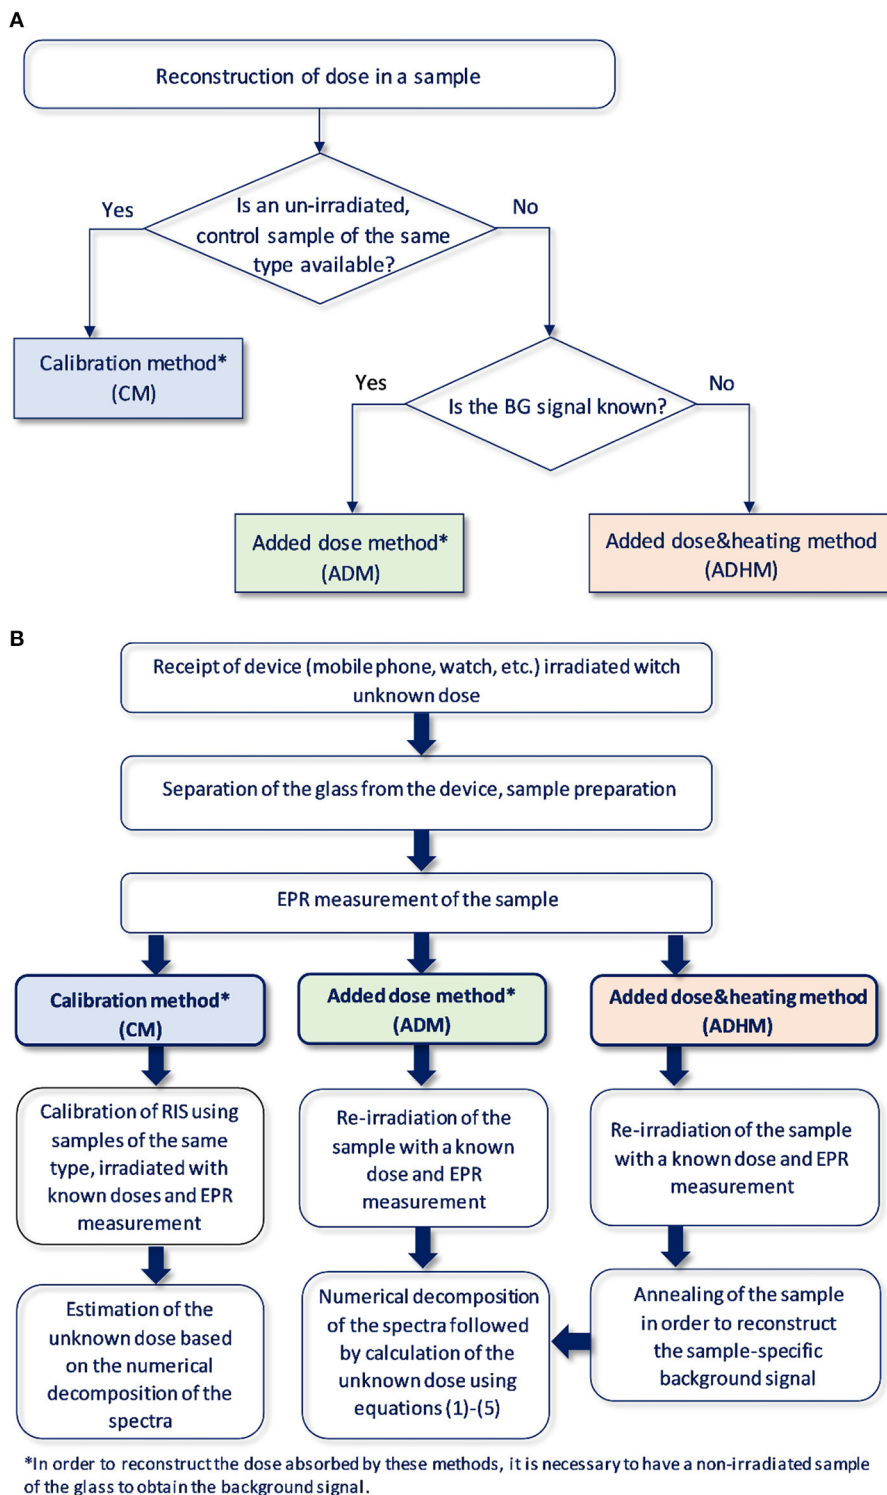 A
Reconstruction of dose in a sample
Yes
Is an un-irradiated,
control sample of the same
type available?
No
Calibration method*
(CM)
Yes
Is the BG signal known?
No
Added dose method*
(ADM)
Added dose&heating method
(ADHM)
B
Receipt of device (mobile phone, watch, etc.) irradiated witch
unknown dose
Separation of the glass from the device, sample preparation
EPR measurement of the sample
Calibration method*
(CM)
Added dose method*
(ADM)
Added dose&heating method
(ADHM)
Calibration of RIS using
samples of the same
type, irradiated with
known doses and EPR
measurement
Re-irradiation of the
sample with a known
dose and EPR
measurement
Re-irradiation of the sample
with a known dose and EPR
measurement
Estimation of the
unknown dose based
on the numerical
decomposition of the
spectra
Numerical decomposition
of the spectra followed
by calculation of the
unknown dose using
equations (1)-(5)
Annealing of the sample
in order to reconstruct
the sample-specific
background signal
*In order to reconstruct the dose absorbed by these methods, it is necessary to have a non-irradiated sample
of the glass to obtain the background signal.